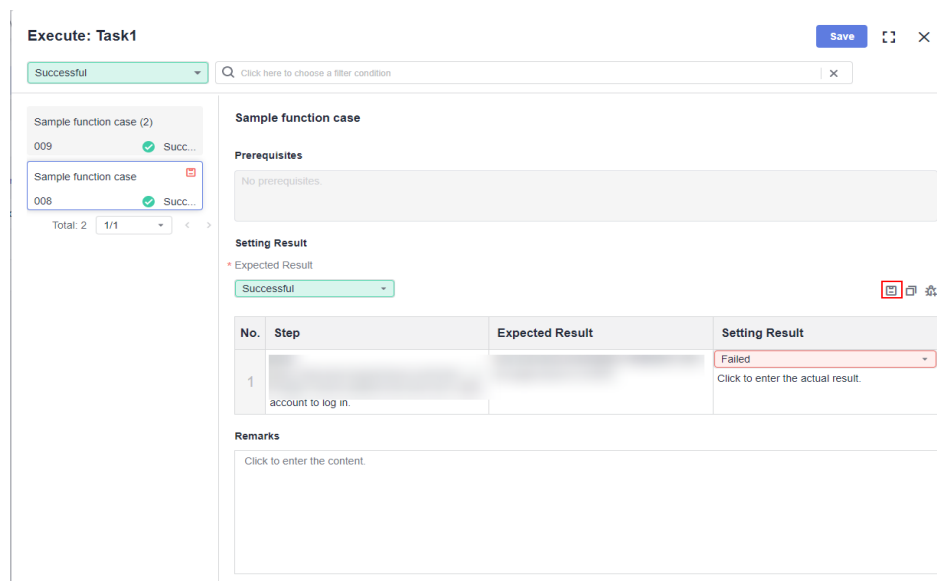 Execute: Task1
Save
Successful
Click here to choose a filter condition
Sample function case (2)
009
Succ...
Sample function case
008
Succ...
Total: 2
1/1
Sample function case
Prerequisites
No prerequisites.
Setting Result
* Expected Result
Successful
No. Step Expected Result Setting Result
1
account to log in.
Failed
Click to enter the actual result.
Remarks
Click to enter the content.